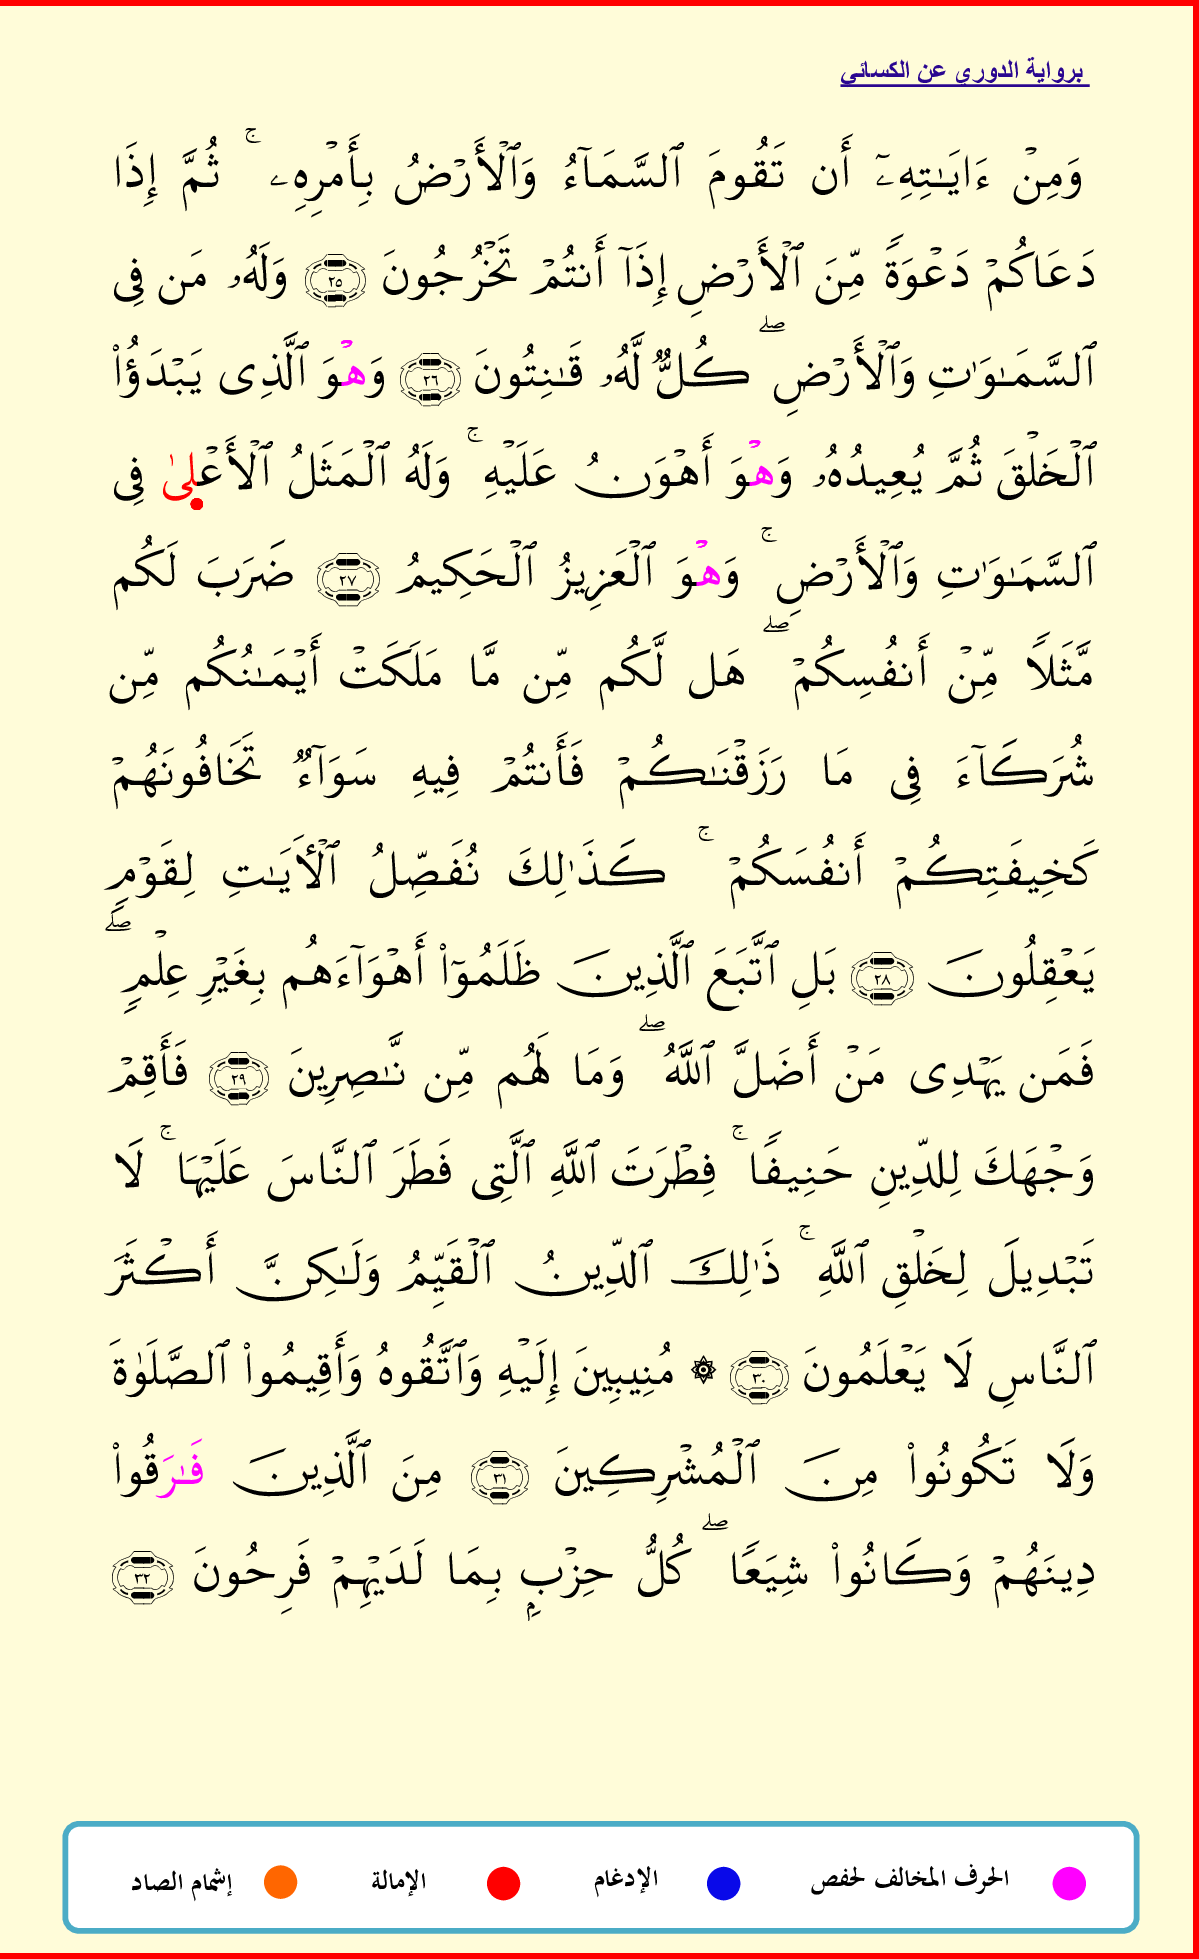 برواية الدوري عن الكسائي
وَمِنْ ءَايَـٰتِهِۦٓ أَن تَقُومَ ٱلسَّمَآءُ وَٱلْأَرْضُ بِأَمْرِهِۦ ۚ ثُمَّ إِذَا
دَعَاكُمْ دَعْوَةً مِّنَ ٱلْأَرْضِ إِذَآ أَنتُمْ تَخْرُجُونَ ٢٥ وَلَهُۥ مَن فِى
ٱلسَّمَـٰوَٰتِ وَٱلْأَرْضِ ۖ كُلٌّ لَّهُۥ قَـٰنِتُونَ ٢٦ وَهْوَ ٱلَّذِى يَبْدَؤُا۟
ٱلْخَلْقَ ثُمَّ يُعِيدُهُۥ وَهْوَ أَهْوَنُ عَلَيْهِ ۚ وَلَهُ ٱلْمَثَلُ ٱلْأَعْلىٰ فِى
ٱلسَّمَـٰوَٰتِ وَٱلْأَرْضِ ۚ وَهْوَ ٱلْعَزِيزُ ٱلْحَكِيمُ ٢٧ ضَرَبَ لَكُم
مَّثَلًا مِّنْ أَنفُسِكُمْ ۖ هَل لَّكُم مِّن مَّا مَلَكَتْ أَيْمَـٰنُكُم مِّن
شُرَكَآءَ فِى مَا رَزَقْنَـٰكُمْ فَأَنتُمْ فِيهِ سَوَآءٌ تَخَافُونَهُمْ
كَخِيفَتِكُمْ أَنفُسَكُمْ ۚ كَذَٰلِكَ نُفَصِّلُ ٱلْأَيَـٰتِ لِقَوْمٍ
يَعْقِلُونَ ٢٨ بَلِ ٱتَّبَعَ ٱلَّذِينَ ظَلَمُوٓا۟ أَهْوَآءَهُم بِغَيْرِ عِلْمٍ ۖ
فَمَن يَهْدِى مَنْ أَضَلَّ ٱللَّهُ ۖ وَمَا لَهُم مِّن نَّـٰصِرِينَ ٢٩ فَأَقِمْ
وَجْهَكَ لِلدِّينِ حَنِيفًا ۚ فِطْرَتَ ٱللَّهِ ٱلَّتِى فَطَرَ ٱلنَّاسَ عَلَيْهَا ۚ لَا
تَبْدِيلَ لِخَلْقِ ٱللَّهِ ۚ ذَٰلِكَ ٱلدِّينُ ٱلْقَيِّمُ وَلَـٰكِنَّ أَكْثَرَ
ٱلنَّاسِ لَا يَعْلَمُونَ ٣٠ ۞ مُنِيبِينَ إِلَيْهِ وَٱتَّقُوهُ وَأَقِيمُوا۟ ٱلصَّلَوٰةَ
وَلَا تَكُونُوا۟ مِنَ ٱلْمُشْرِكِينَ ٣١ مِنَ ٱلَّذِينَ فَـٰرَقُوا۟
دِينَهُمْ وَكَانُوا۟ شِيَعًا ۖ كُلُّ حِزْبٍۭ بِمَا لَدَيْهِمْ فَرِحُونَ ٣٢
الحرف المخالف لحفص الإدغام الإمالة إشمام الصاد